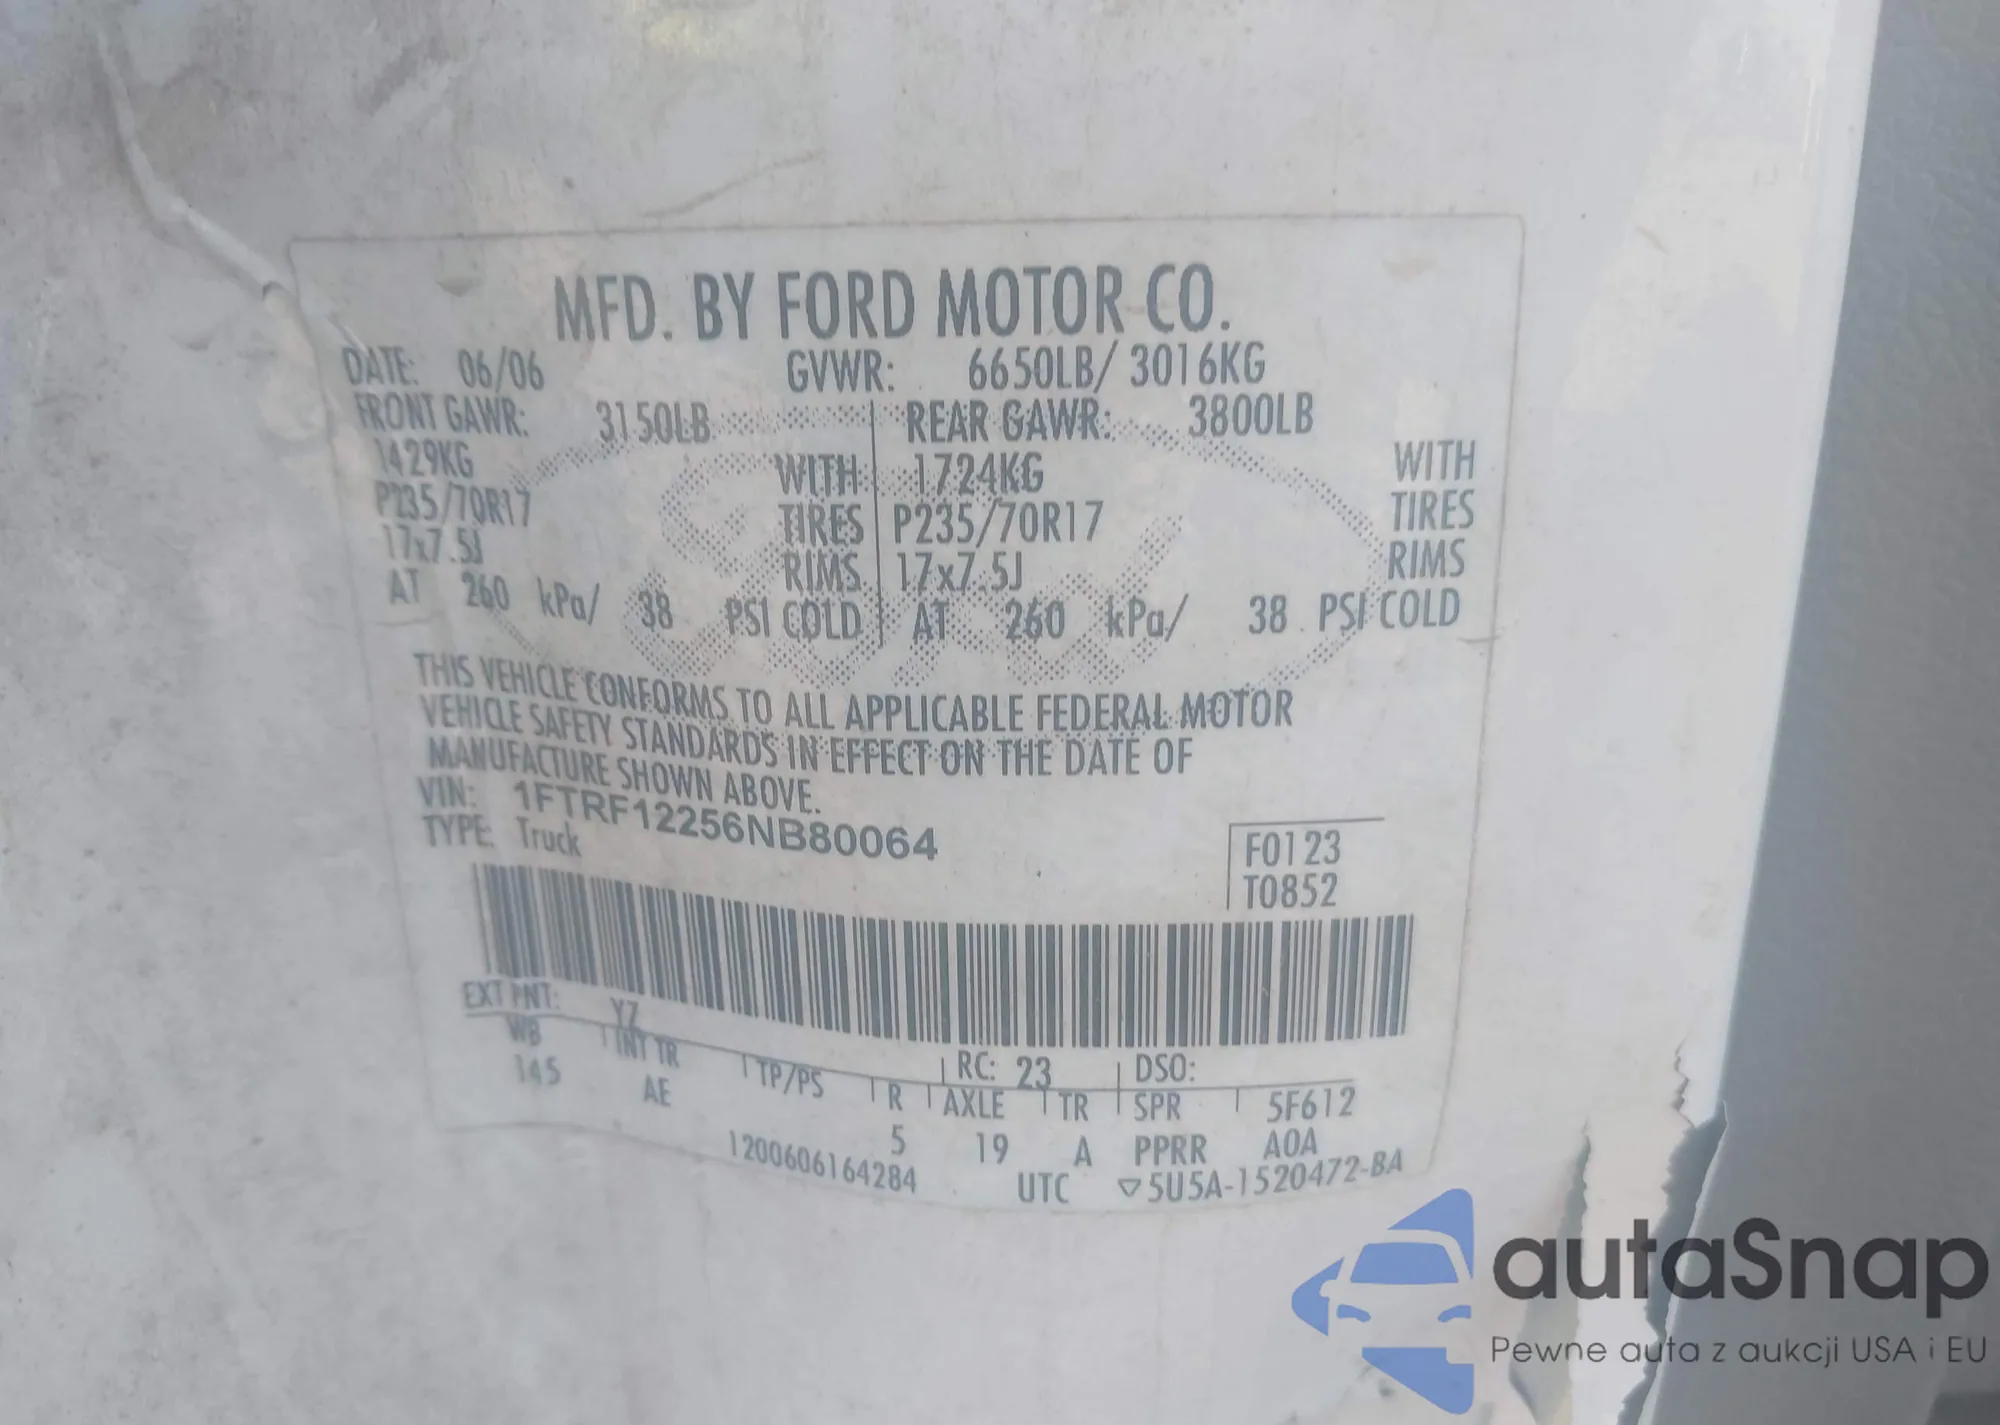 MFD. BY FORD MOTOR CO.
DATE: 06/06 GVWR: 6650LB/ 3016KG
FRONT GAWR: 3150LB REAR GAWR: 3800LB
1429KG WITH 1724KG WITH
P235/70R17 TIRES P235/70R17 TIRES
17x7.5J RIMS 17x7.5J RIMS
AT 260 kPa/ 38 PSI COLD AT 260 kPa/ 38 PSI COLD
THIS VEHICLE CONFORMS TO ALL APPLICABLE FEDERAL MOTOR
VEHICLE SAFETY STANDARDS IN EFFECT ON THE DATE OF
MANUFACTURE SHOWN ABOVE.
VIN: 1FTRF12256NB80064
TYPE: Truck
F0123
T0852
EXT PNT: YZ RC: 23 DSO:
WB INT TR TP/PS R AXLE TR SPR 5F612
145 AE 5 19 A PPRR A0A
1200606164284 UTC ▽5U5A-1520472-BA
autaSnap
Pewne auta z aukcji USA i EU